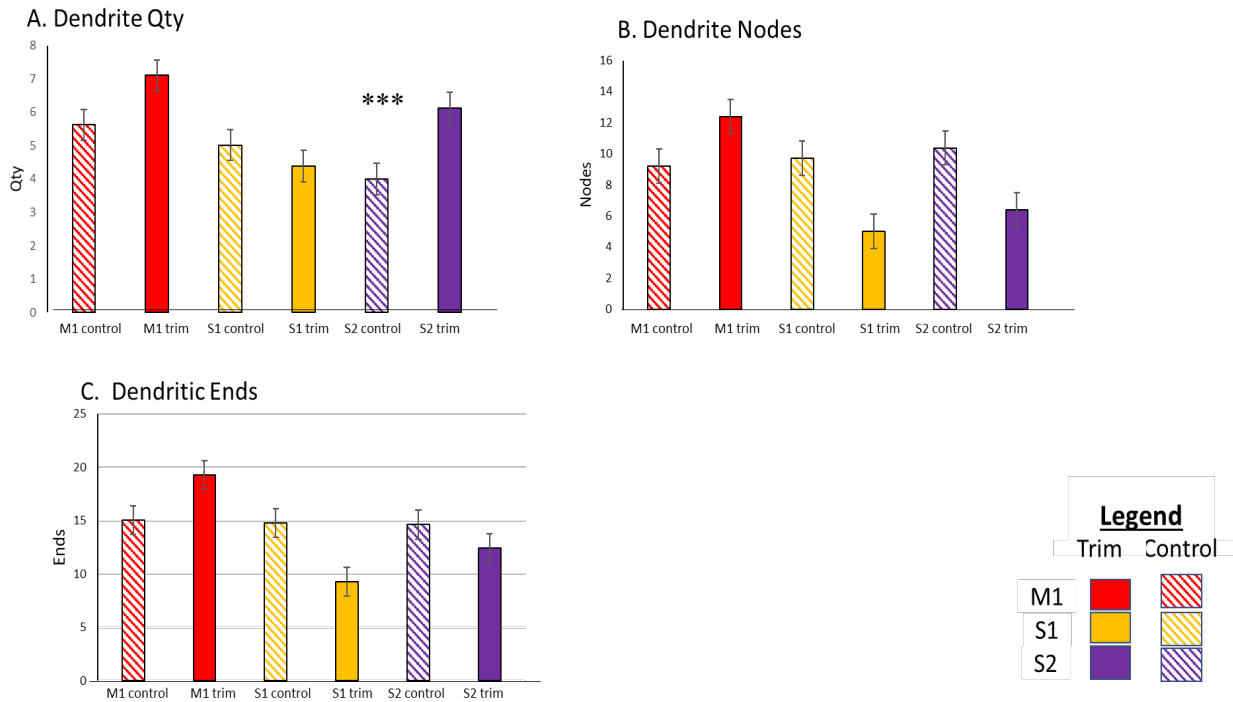 A. Dendrite Qty
8
7
6
5
4
3
2
1
0
Qty
***
M1 control M1 trim S1 control S1 trim S2 control S2 trim
B. Dendrite Nodes
16
14
12
10
8
6
4
2
0
Nodes
M1 control M1 trim S1 control S1 trim S2 control S2 trim
C. Dendritic Ends
25
20
15
10
5
0
Ends
M1 control M1 trim S1 control S1 trim S2 control S2 trim
Legend
Trim Control
M1
S1
S2